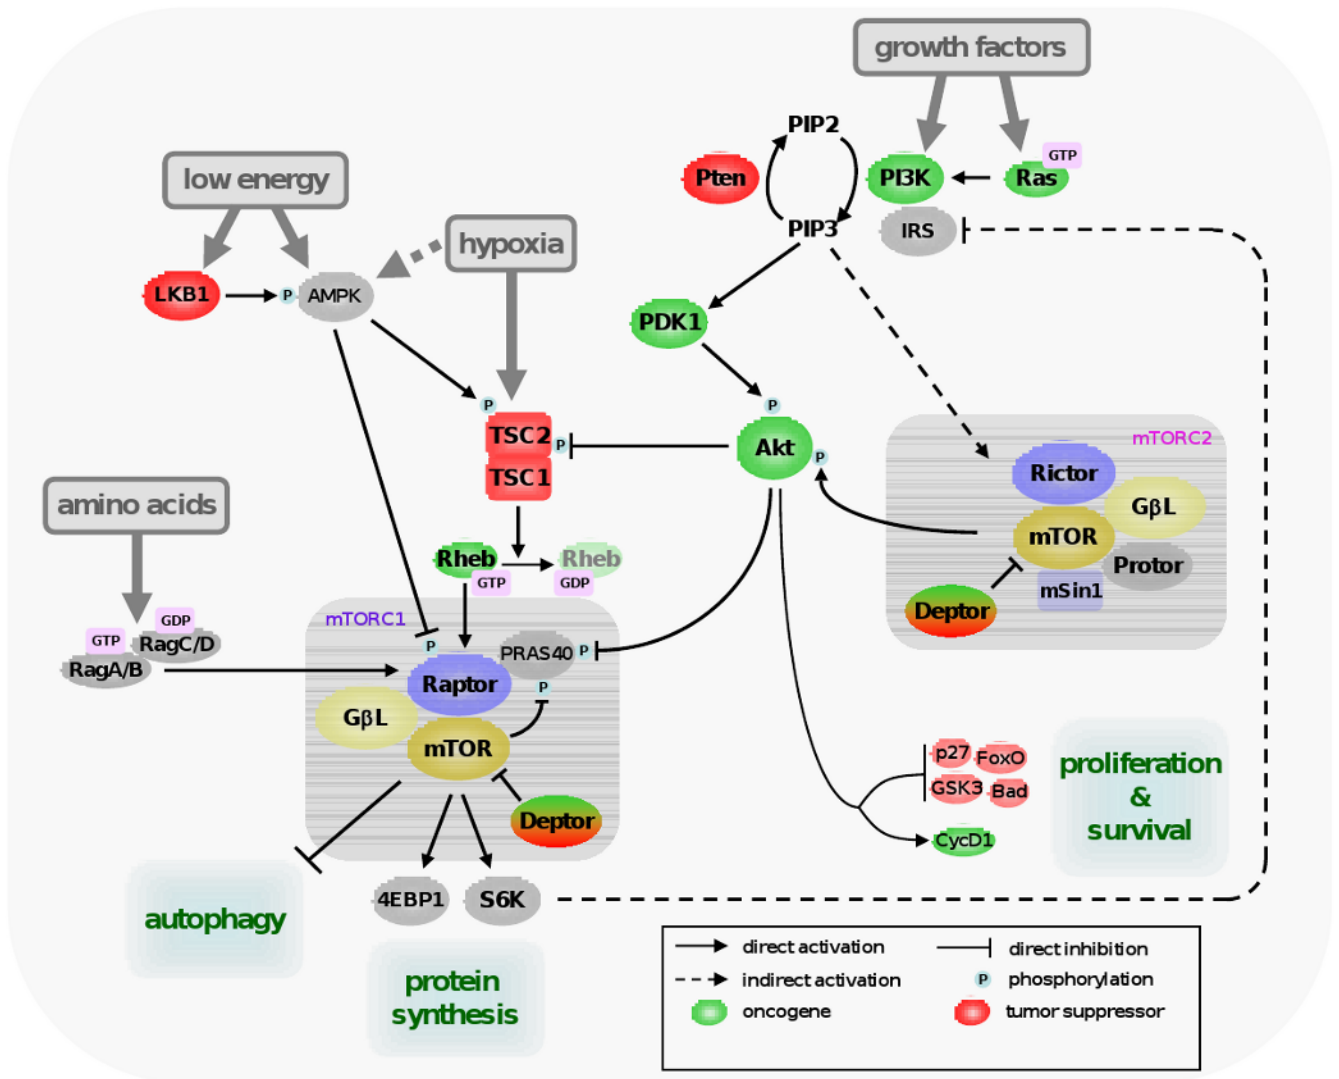 growth factors
PIP2
GTP
low energy
Pten
PI3K
Ras
PIP3
IRS
hypoxia
LKB1
P
AMPK
PDK1
P
P
TSC2
P
Akt
P
mTORC2
Rictor
TSC1
amino acids
GβL
mTOR
Rheb
Rheb
Protor
GTP
GDP
mSin1
Deptor
mTORC1
GDP
GTP
RagC/D
P
PRAS40
P
RagA/B
Raptor
P
GβL
mTOR
p27
FoxO
GSK3
Bad
proliferation
&
survival
Deptor
CycD1
4EBP1
S6K
autophagy
protein
synthesis
direct activation
direct inhibition
indirect activation
P
phosphorylation
oncogene
tumor suppressor